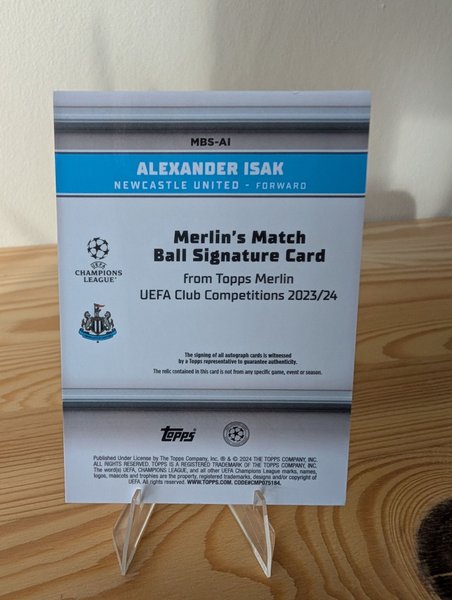 MBS-AI
ALEXANDER ISAK
NEWCASTLE UNITED - FORWARD
Merlin's Match
Ball Signature Card
from Topps Merlin
UEFA Club Competitions 2023/24
UEFA
CHAMPIONS
LEAGUE
The signing of all autograph cards is witnessed
by a Topps representative to guarantee authenticity.
The relic contained in this card is not from any specific game, event or season.
Topps
Published Under License by The Topps Company, Inc. ® & © 2024 THE TOPPS COMPANY, INC.
ALL RIGHTS RESERVED. TOPPS IS A REGISTERED TRADEMARK OF THE TOPPS COMPANY, INC.
The word(s) UEFA, CHAMPIONS LEAGUE, and all other UEFA Champions League marks, names,
logos, mascots and trophies are the property, registered trademarks, designs and/or copyright of
UEFA. All rights reserved. WWW.TOPPS.COM. CODE#CMP075184.